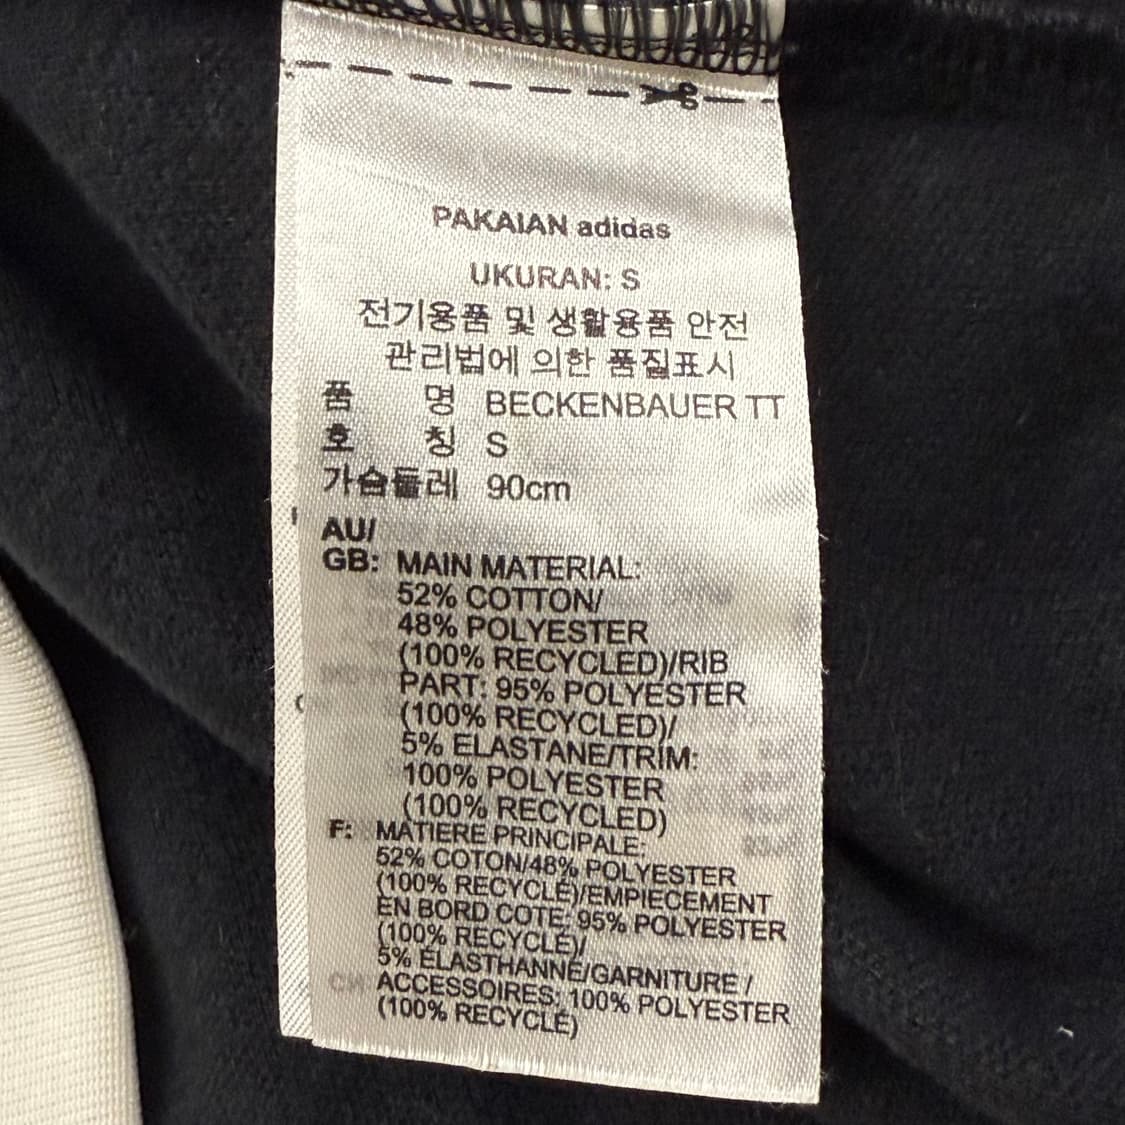 PAKAIAN adidas
UKURAN: S
전기용품 및 생활용품 안전
관리법에 의한 품질표시
품 명 BECKENBAUER TT
호 칭 S
가슴둘레 90cm
AU/
GB: MAIN MATERIAL:
52% COTTON/
48% POLYESTER
(100% RECYCLED)/RIB
PART: 95% POLYESTER
(100% RECYCLED)/
5% ELASTANE/TRIM:
100% POLYESTER
(100% RECYCLED)
F: MATIERE PRINCIPALE:
52% COTON/48% POLYESTER
(100% RECYCLÉ)/EMPIECEMENT
EN BORD COTE: 95% POLYESTER
(100% RECYCLÉ)/
5% ÉLASTHANNE/GARNITURE /
ACCESSOIRES: 100% POLYESTER
(100% RECYCLÉ)